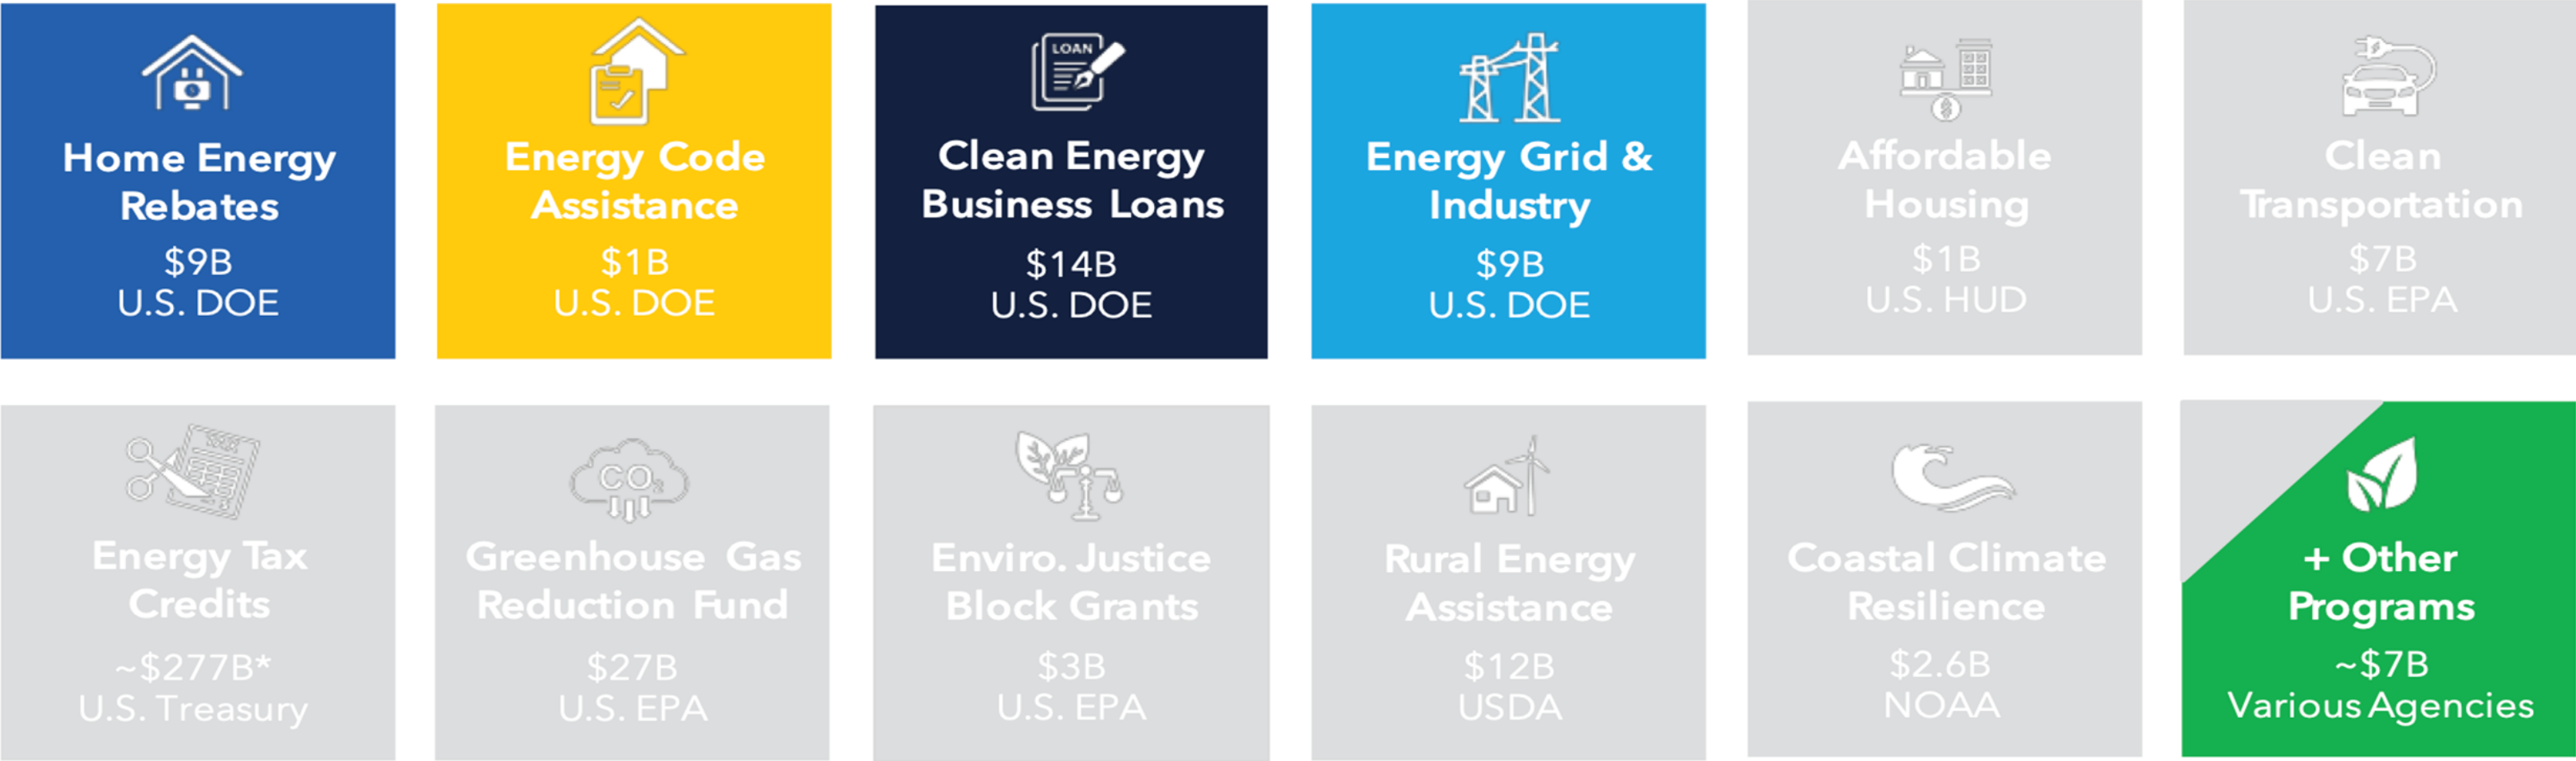 Home Energy
Rebates
$9B
U.S. DOE
Energy Code
Assistance
$1B
U.S. DOE
LOAN
Clean Energy
Business Loans
$14B
U.S. DOE
Energy Grid &
Industry
$9B
U.S. DOE
Affordable
Housing
$1B
U.S. HUD
Clean
Transportation
$7B
U.S. EPA
Energy Tax
Credits
~$277B*
U.S. Treasury
CO₂
Greenhouse Gas
Reduction Fund
$27B
U.S. EPA
Enviro. Justice
Block Grants
$3B
U.S. EPA
Rural Energy
Assistance
$12B
USDA
Coastal Climate
Resilience
$2.6B
NOAA
+ Other
Programs
~$7B
Various Agencies